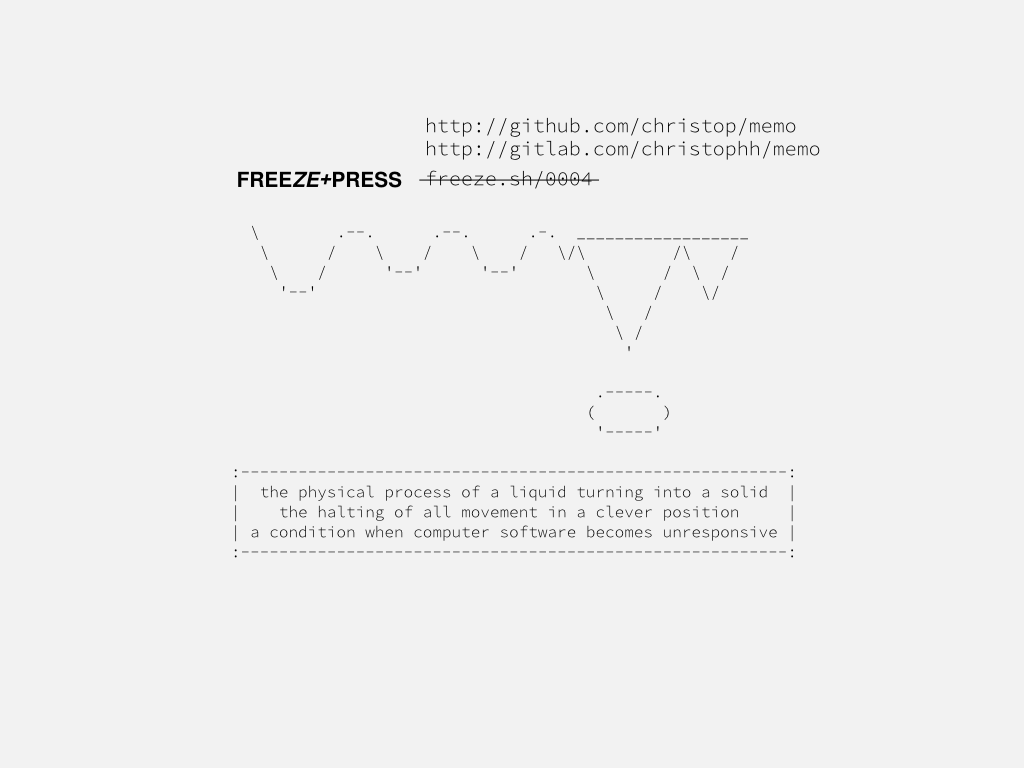 http://github.com/christop/memo
http://gitlab.com/christophh/memo
FREEZE+PRESS freeze.sh/0004
the physical process of a liquid turning into a solid
the halting of all movement in a clever position
a condition when computer software becomes unresponsive